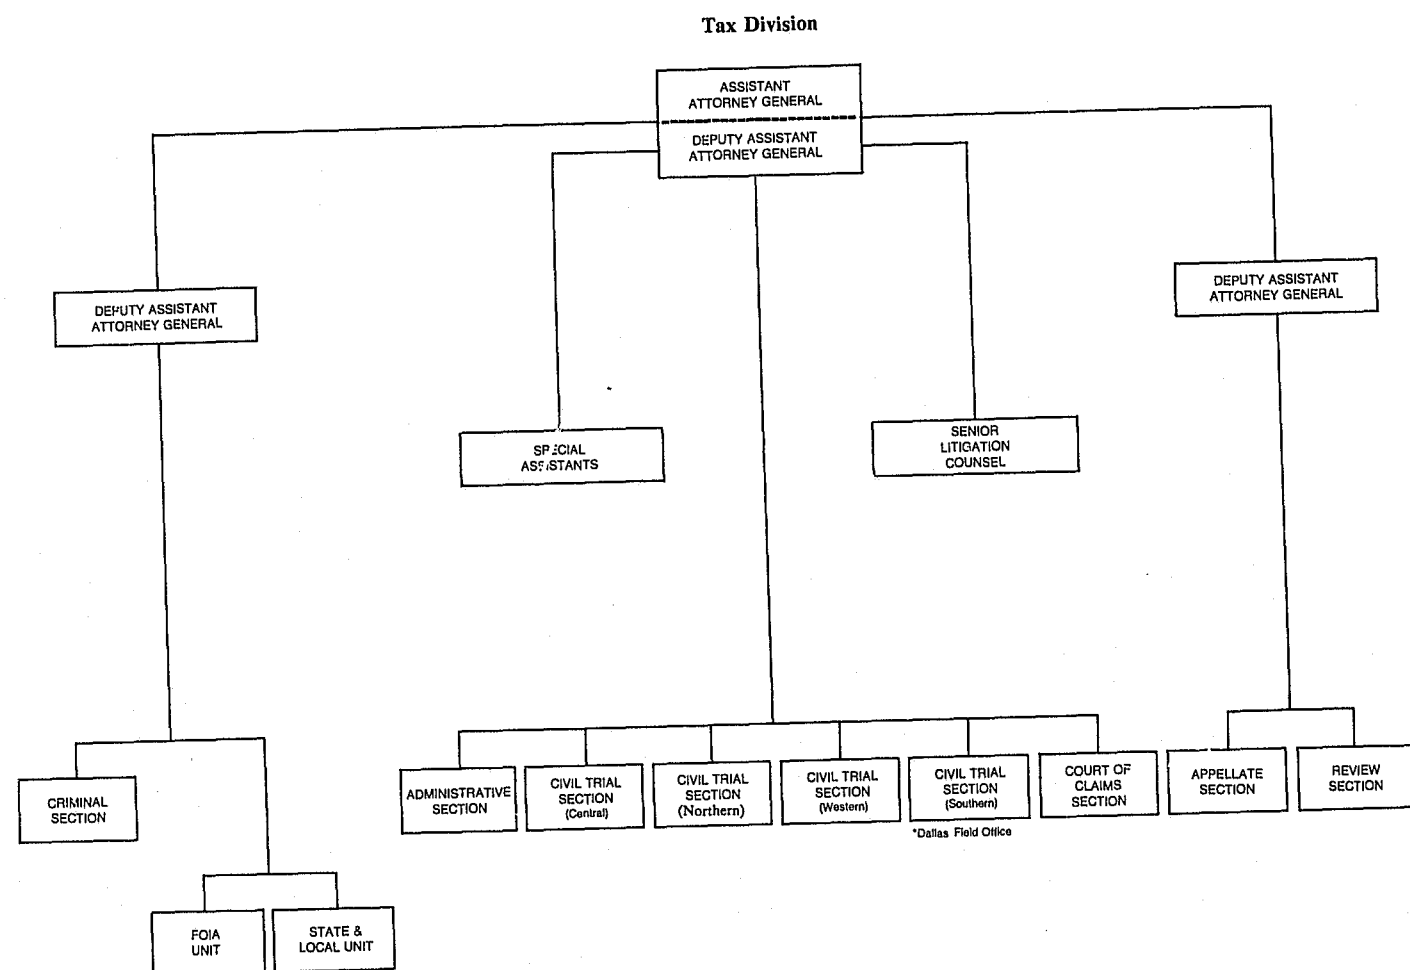 Tax Division
ASSISTANT
ATTORNEY GENERAL
DEPUTY ASSISTANT
ATTORNEY GENERAL
DEPUTY ASSISTANT
ATTORNEY GENERAL
DEPUTY ASSISTANT
ATTORNEY GENERAL
SPECIAL
ASSISTANTS
SENIOR
LITIGATION
COUNSEL
CRIMINAL
SECTION
ADMINISTRATIVE
SECTION
CIVIL TRIAL
SECTION
(Central)
CIVIL TRIAL
SECTION
(Northern)
CIVIL TRIAL
SECTION
(Western)
CIVIL TRIAL
SECTION
(Southern)
*Dallas Field Office
COURT OF
CLAIMS
SECTION
APPELLATE
SECTION
REVIEW
SECTION
FOIA
UNIT
STATE &
LOCAL UNIT